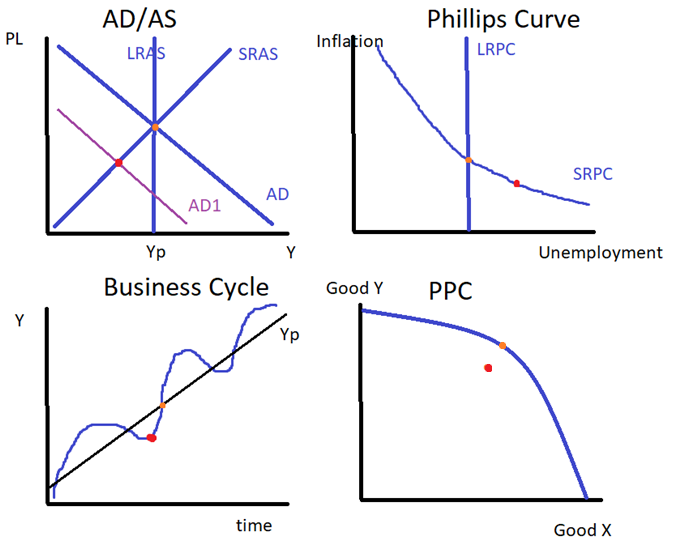 AD/AS
PL
LRAS
SRAS
AD1
AD
Yp
Y
Phillips Curve
Inflation
LRPC
SRPC
Unemployment
Business Cycle
Y
Yp
time
PPC
Good Y
Good X